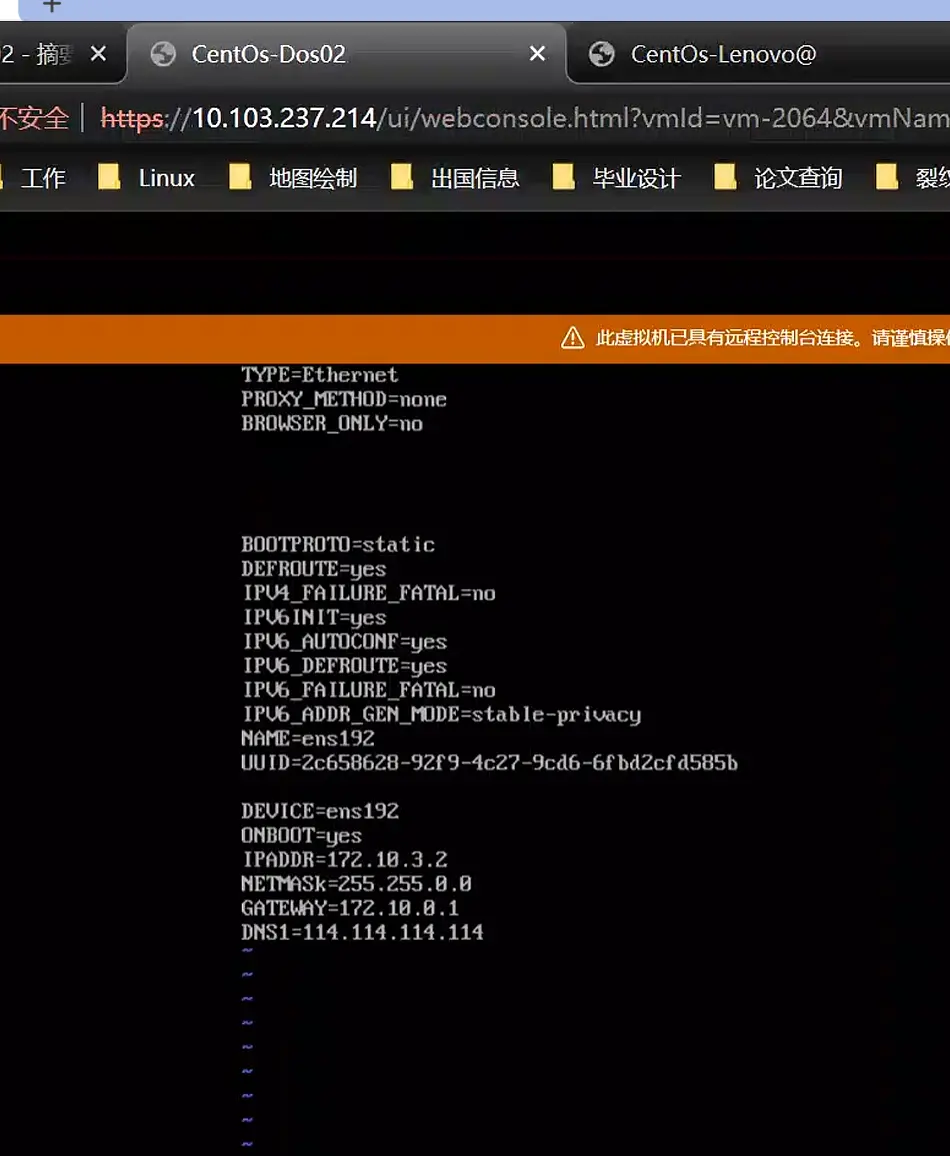 02 - 摘要
CentOs-Dos02
CentOs-Lenovo@
不安全
https://10.103.237.214/ui/webconsole.html?vmId=vm-2064&vmNam
工作
Linux
地图绘制
出国信息
毕业设计
论文查询
裂纹
此虚拟机已具有远程控制台连接。请谨慎操作
TYPE=Ethernet
PROXY_METHOD=none
BROWSER_ONLY=no
BOOTPROTO=static
DEFROUTE=yes
IPV4_FAILURE_FATAL=no
IPV6INIT=yes
IPV6_AUTOCONF=yes
IPV6_DEFROUTE=yes
IPV6_FAILURE_FATAL=no
IPV6_ADDR_GEN_MODE=stable-privacy
NAME=ens192
UUID=2c658628-92f9-4c27-9cd6-6fbd2cfd585b
DEVICE=ens192
ONBOOT=yes
IPADDR=172.10.3.2
NETMASk=255.255.0.0
GATEWAY=172.10.0.1
DNS1=114.114.114.114
~
~
~
~
~
~
~
~
~